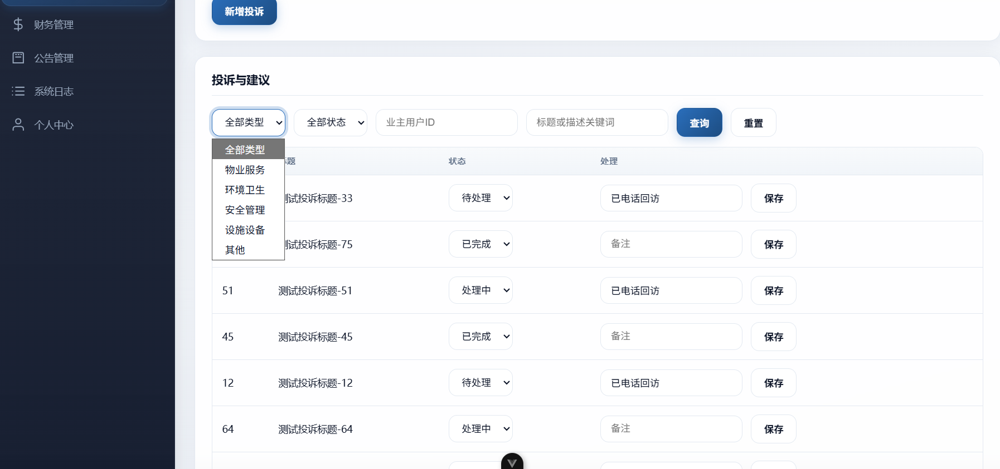 新增投诉
财务管理
公告管理
系统日志
个人中心
投诉与建议
全部类型 全部状态 业主用户ID 标题或描述关键词 查询 重置
全部类型
物业服务
环境卫生
安全管理
设施设备
其他
题 状态 处理
试投诉标题-33 待处理 已电话回访 保存
试投诉标题-75 已完成 备注 保存
51 测试投诉标题-51 处理中 已电话回访 保存
45 测试投诉标题-45 已完成 备注 保存
12 测试投诉标题-12 待处理 已电话回访 保存
64 测试投诉标题-64 处理中 备注 保存